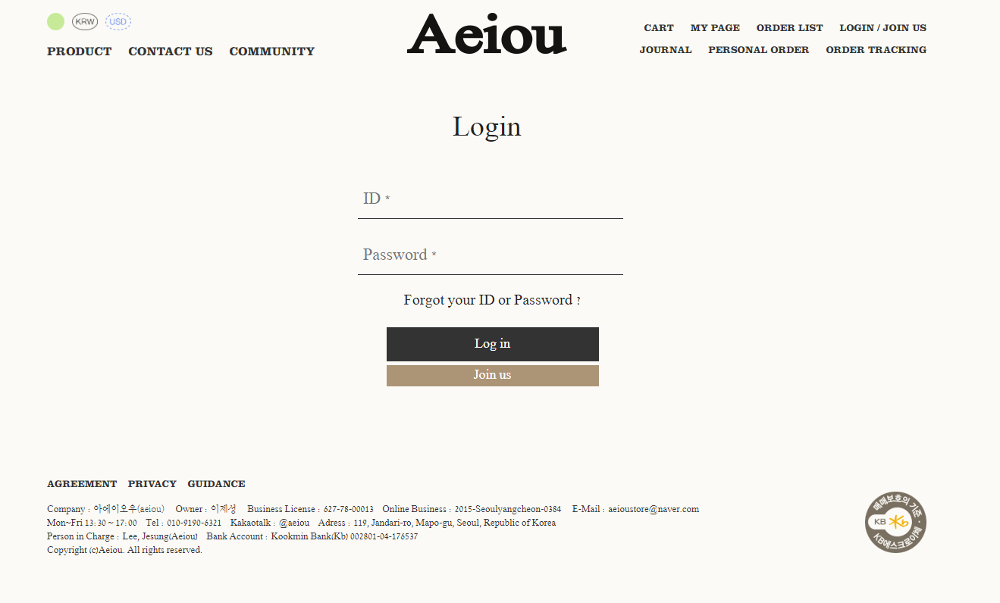 KRW USD
Aeiou
CART MY PAGE ORDER LIST LOGIN / JOIN US
PRODUCT CONTACT US COMMUNITY
JOURNAL PERSONAL ORDER ORDER TRACKING
Login
ID *
Password *
Forgot your ID or Password ?
Log in
Join us
AGREEMENT PRIVACY GUIDANCE
Company : 아에이오우(aeiou) Owner : 이제성 Business License : 627-78-00013 Online Business : 2015-Seoulyangcheon-0384 E-Mail : aeioustore@naver.com
Mon~Fri 13:30 ~ 17:00 Tel : 010-9190-6321 Kakaotalk : @aeiou Adress : 119, Jandari-ro, Mapo-gu, Seoul, Republic of Korea
Person in Charge : Lee, Jesung(Aeiou) Bank Account : Kookmin Bank(Kb) 002801-04-176537
Copyright (c)Aeiou. All rights reserved.
매매보호의 기준 ·
KB Kb
KB에스크로이체